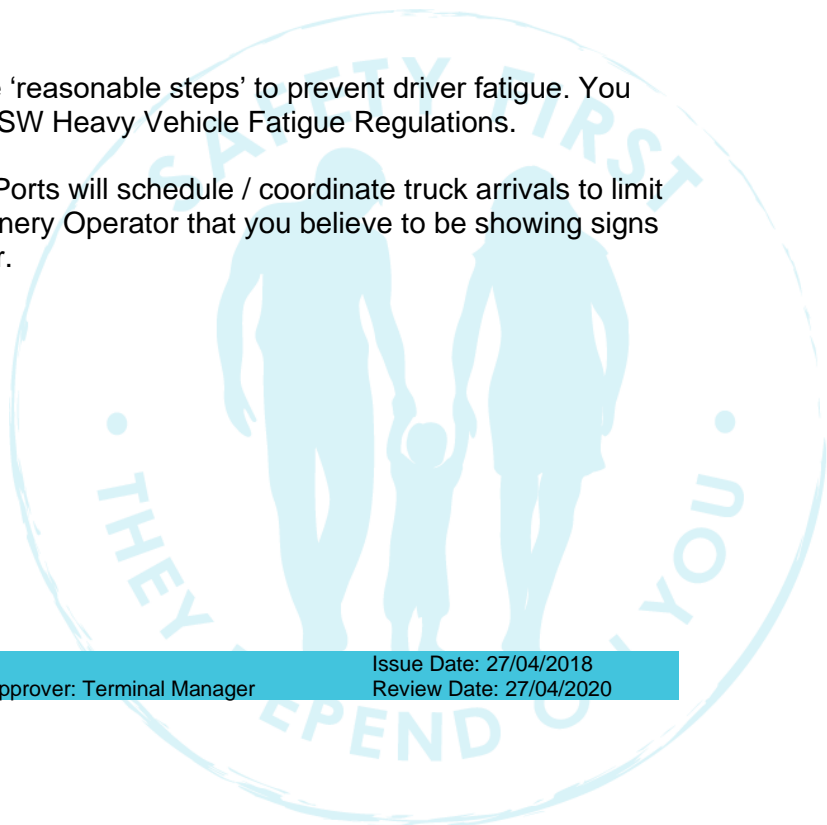 ‘reasonable steps’ to prevent driver fatigue. You
SW Heavy Vehicle Fatigue Regulations.
Ports will schedule / coordinate truck arrivals to limit
nery Operator that you believe to be showing signs
r.
Issue Date: 27/04/2018
pprover: Terminal Manager Review Date: 27/04/2020
SAFETY FIRST
THEY DEPEND ON YOU